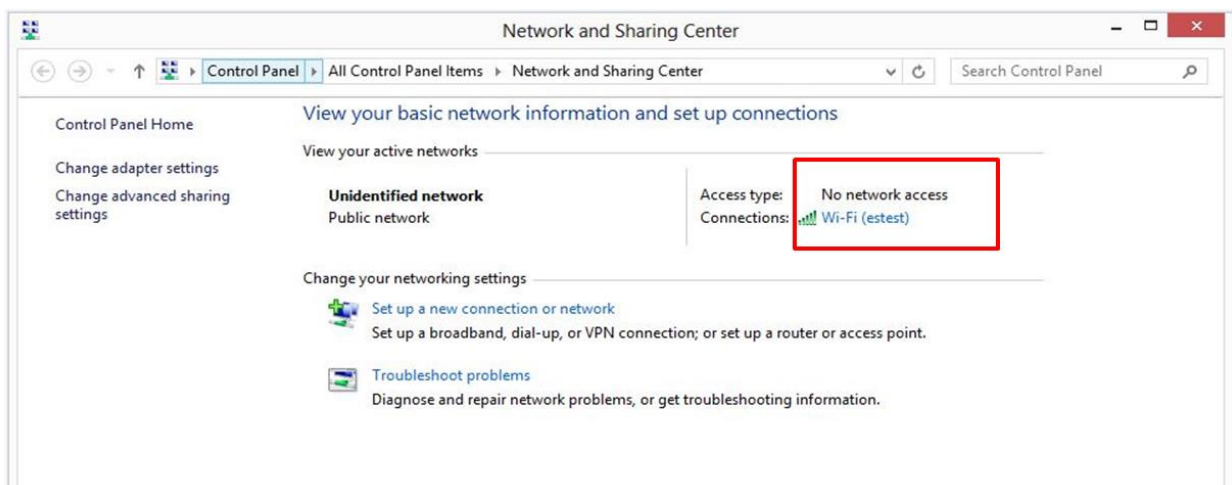 Network and Sharing Center
Control Panel All Control Panel Items Network and Sharing Center
Search Control Panel
Control Panel Home
Change adapter settings
Change advanced sharing
settings
View your basic network information and set up connections
View your active networks
Unidentified network
Public network
Access type: No network access
Connections: Wi-Fi (estest)
Change your networking settings
Set up a new connection or network
Set up a broadband, dial-up, or VPN connection; or set up a router or access point.
Troubleshoot problems
Diagnose and repair network problems, or get troubleshooting information.